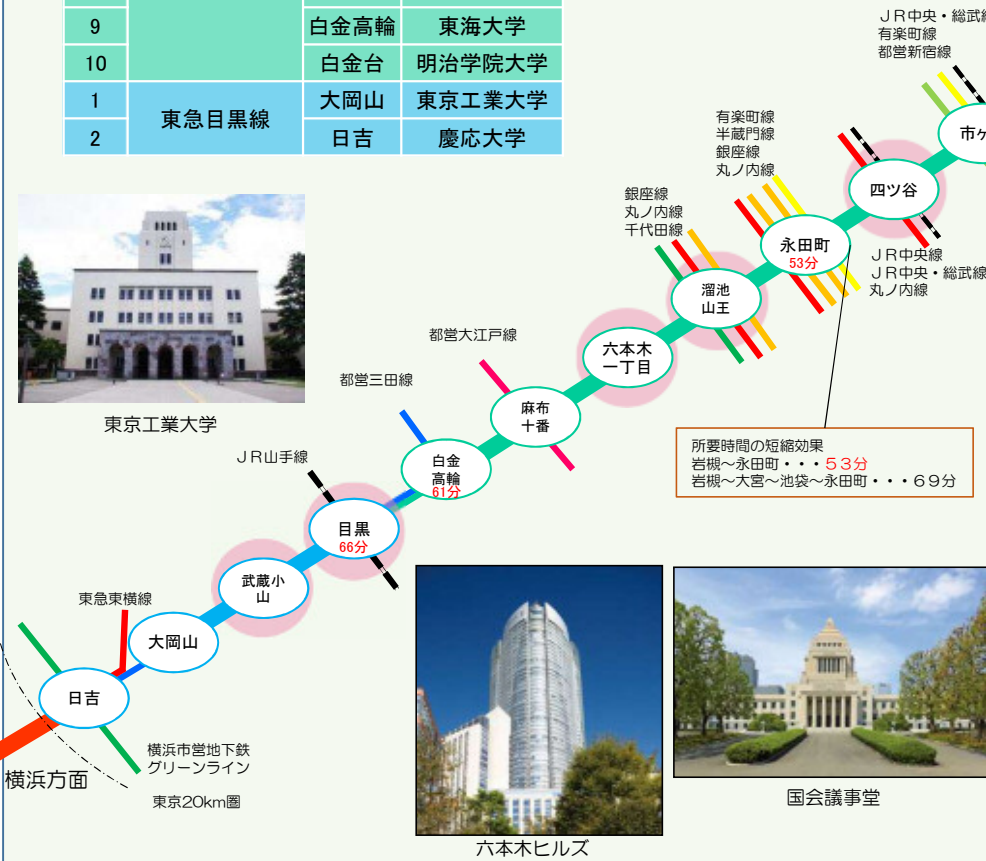 9 白金高輪 東海大学
10 白金台 明治学院大学
1 東急目黒線 大岡山 東京工業大学
2 日吉 慶応大学
JR中央・総武線
有楽町線
都営新宿線
市ヶ
有楽町線
半蔵門線
銀座線
丸ノ内線
四ツ谷
JR中央線
JR中央・総武線
丸ノ内線
永田町
53分
銀座線
丸ノ内線
千代田線
溜池
山王
六本木
一丁目
都営大江戸線
麻布
十番
都営三田線
白金
高輪
61分
JR山手線
目黒
66分
武蔵小
山
東急東横線
大岡山
日吉
横浜市営地下鉄
グリーンライン
横浜方面
東京20km圏
東京工業大学
所要時間の短縮効果
岩槻～永田町・・・53分
岩槻～大宮～池袋～永田町・・・69分
六本木ヒルズ
国会議事堂